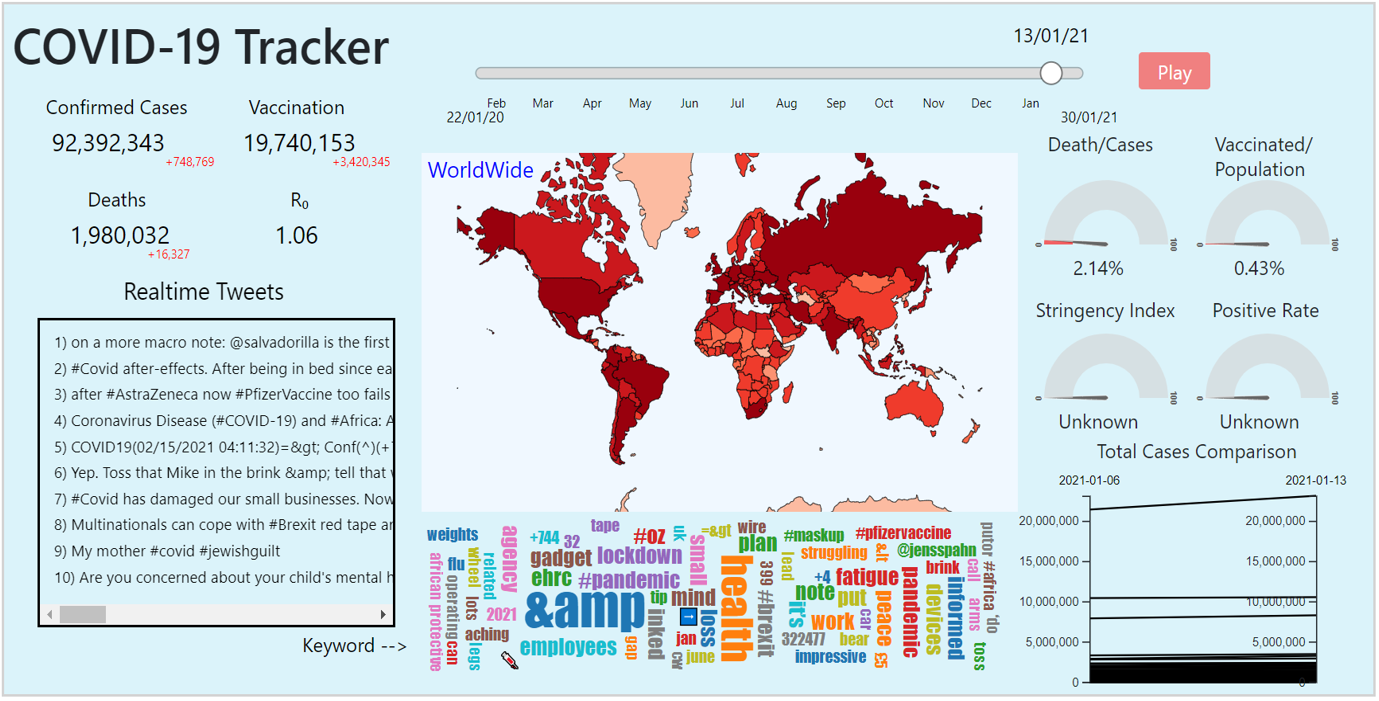 COVID-19 Tracker
Confirmed Cases
92,392,343
+748,769
Vaccination
19,740,153
+3,420,345
Deaths
1,980,032
+16,327
R₀
1.06
Realtime Tweets
1) on a more macro note: @salvadorilla is the first
2) #Covid after-effects. After being in bed since ea
3) after #AstraZeneca now #PfizerVaccine too fails
4) Coronavirus Disease (#COVID-19) and #Africa: A
5) COVID19(02/15/2021 04:11:32)=&gt; Conf(^)(+
6) Yep. Toss that Mike in the brink &amp; tell that
7) #Covid has damaged our small businesses. Now
8) Multinationals can cope with #Brexit red tape ar
9) My mother #covid #jewishguilt
10) Are you concerned about your child's mental h
Keyword -->
13/01/21
Feb Mar Apr May Jun Jul Aug Sep Oct Nov Dec Jan
22/01/20
30/01/21
Play
WorldWide
weights
african
protective
flu
operating
can
wheel
lots
aching
legs
related
2021
agency
+744
32
tape
gadget
ehrc
lockdown
#pandemic
&amp
employees
gap
#oz
uk
small
tip
mind
linked
jan
cw
june
loss
=&gt
wire
plan
health
399
#brexit
lead
#maskup
struggling
+4
note
it's
322477
put
work
car
bear
impressive
#pfizervaccine
&lt
@jensspahn
fatigue
brink
peace
£5
pandemic
devices
informed
call
arms
putor
#africa
'do
toss
Death/Cases
0
100
2.14%
Vaccinated/
Population
0
100
0.43%
Stringency Index
0
100
Unknown
Positive Rate
0
100
Unknown
Total Cases Comparison
2021-01-06
2021-01-13
20,000,000
20,000,000
15,000,000
15,000,000
10,000,000
10,000,000
5,000,000
5,000,000
0
0